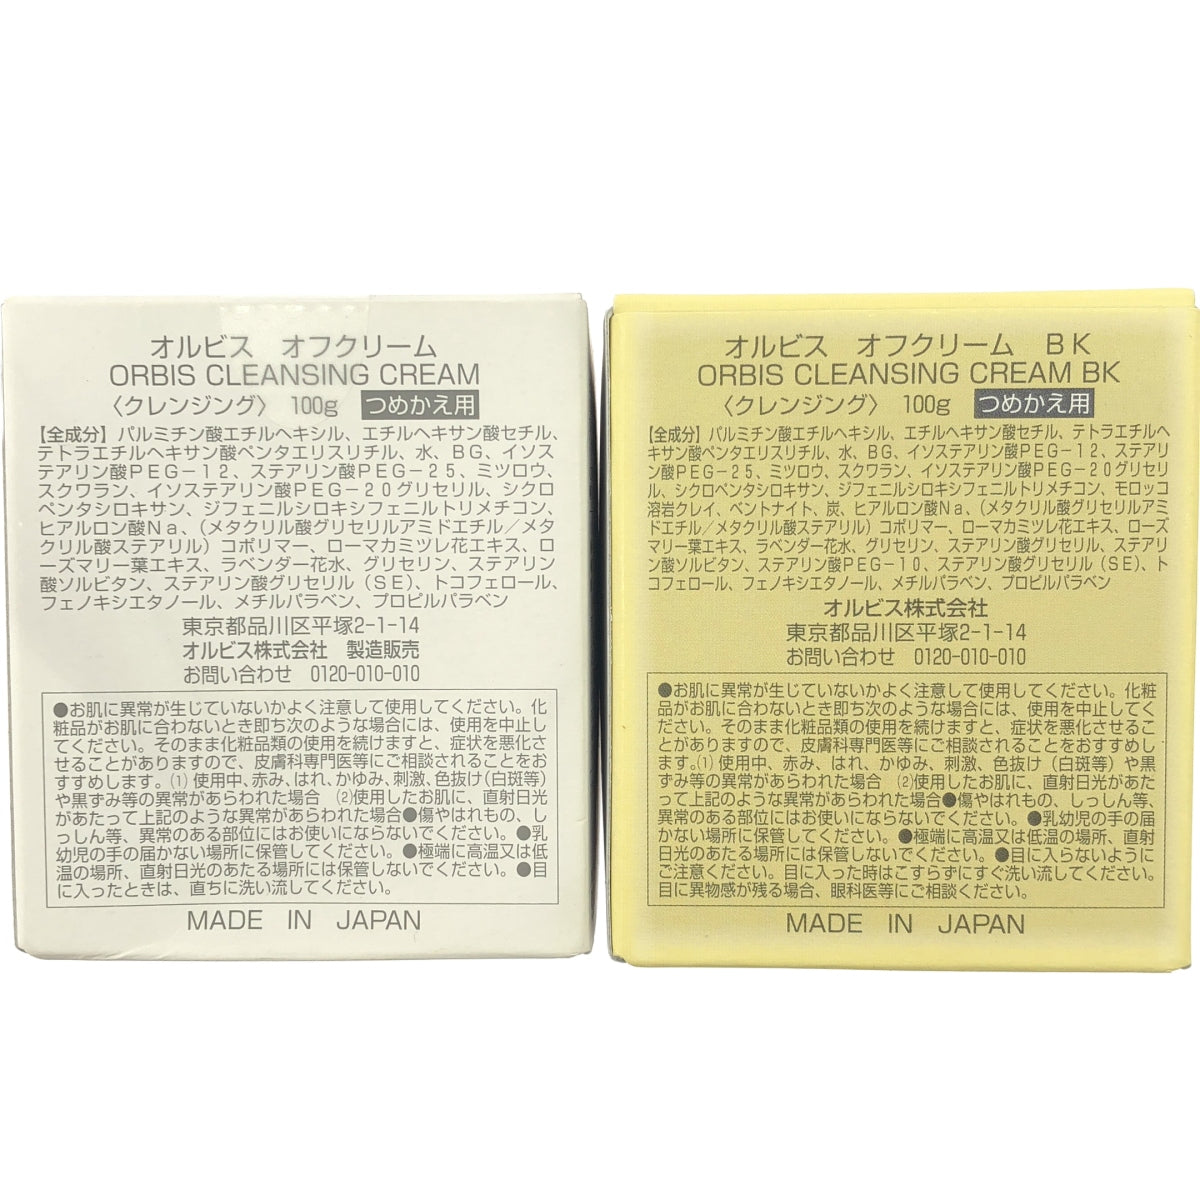 オルビス オフクリーム
ORBIS CLEANSING CREAM
〈クレンジング〉 100g つめかえ用
【全成分】パルミチン酸エチルヘキシル、エチルヘキサン酸セチル、
テトラエチルヘキサン酸ペンタエリスリチル、水、BG、イソス
テアリン酸PEG－12、ステアリン酸PEG－25、ミツロウ、
スクワラン、イソステアリン酸PEG－20グリセリル、シクロ
ペンタシロキサン、ジフェニルシロキシフェニルトリメチコン、
ヒアルロン酸Na、（メタクリル酸グリセリルアミドエチル／メタ
クリル酸ステアリル）コポリマー、ローマカミツレ花エキス、ロ
ーズマリー葉エキス、ラベンダー花水、グリセリン、ステアリン
酸ソルビタン、ステアリン酸グリセリル（SE）、トコフェロール、
フェノキシエタノール、メチルパラベン、プロピルパラベン
東京都品川区平塚2-1-14
オルビス株式会社 製造販売
お問い合わせ 0120-010-010
●お肌に異常が生じていないかよく注意して使用してください。化
粧品がお肌に合わないとき即ち次のような場合には、使用を中止し
てください。そのまま化粧品類の使用を続けますと、症状を悪化さ
せることがありますので、皮膚科専門医等にご相談されることをお
すすめします。(1)使用中、赤み、はれ、かゆみ、刺激、色抜け(白斑等)
や黒ずみ等の異常があらわれた場合 (2)使用したお肌に、直射日光
があたって上記のような異常があらわれた場合●傷やはれもの、し
っしん等、異常のある部位にはお使いにならないでください。●乳
幼児の手の届かない場所に保管してください。●極端に高温又は低
温の場所、直射日光のあたる場所には保管しないでください。●目
に入ったときは、直ちに洗い流してください。
MADE IN JAPAN
オルビス オフクリーム BK
ORBIS CLEANSING CREAM BK
〈クレンジング〉 100g つめかえ用
【全成分】パルミチン酸エチルヘキシル、エチルヘキサン酸セチル、テトラエチルヘ
キサン酸ペンタエリスリチル、水、BG、イソステアリン酸PEG－12、ステアリン酸
PEG－25、ミツロウ、スクワラン、イソステアリン酸PEG－20グリセリ
ル、シクロペンタシロキサン、ジフェニルシロキシフェニルトリメチコン、モロッコ
溶岩クレイ、ベントナイト、炭、ヒアルロン酸Na、（メタクリル酸グリセリルアミ
ドエチル／メタクリル酸ステアリル）コポリマー、ローマカミツレ花エキス、ローズ
マリー葉エキス、ラベンダー花水、グリセリン、ステアリン酸グリセリル、ステアリ
ン酸ソルビタン、ステアリン酸PEG－10、ステアリン酸グリセリル（SE）、ト
コフェロール、フェノキシエタノール、メチルパラベン、プロピルパラベン
オルビス株式会社
東京都品川区平塚2-1-14
お問い合わせ 0120-010-010
●お肌に異常が生じていないかよく注意して使用してください。化粧
品がお肌に合わないとき即ち次のような場合には、使用を中止してくだ
さい。そのまま化粧品類の使用を続けますと、症状を悪化させるこ
とがありますので、皮膚科専門医等にご相談されることをおすすめし
ます。(1)使用中、赤み、はれ、かゆみ、刺激、色抜け（白斑等）や黒
ずみ等の異常があらわれた場合 (2)使用したお肌に、直射日光があた
って上記のような異常があらわれた場合●傷やはれもの、しっしん等、
異常のある部位にはお使いにならないでください。●乳幼児の手の届
かない場所に保管してください。●極端に高温又は低温の場所、直射
日光のあたる場所には保管しないでください。●目に入らないように
ご注意ください。目に入った時はこすらずにすぐ洗い流してください。
目に異物感が残る場合、眼科医等にご相談ください。
MADE IN JAPAN